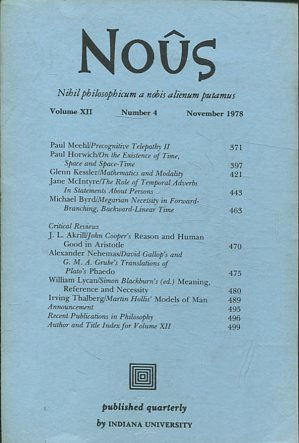 NOÛS
Nihil philosophicum a nobis alienum putamus
Volume XII Number 4 November 1978
Paul Meehl/Precognitive Telepathy II 371
Paul Horwich/On the Existence of Time,
Space and Space-Time 397
Glenn Kessler/Mathematics and Modality 421
Jane McIntyre/The Role of Temporal Adverbs
In Statements About Persons 443
Michael Byrd/Megarian Necessity in Forward-
Branching, Backward-Linear Time 463
Critical Reviews
J. L. Akrill/John Cooper's Reason and Human
Good in Aristotle 470
Alexander Nehemas/David Gallop's and
G. M. A. Grube's Translations of
Plato's Phaedo 475
William Lycan/Simon Blackburn's (ed.) Meaning,
Reference and Necessity 480
Irving Thalberg/Martin Hollis' Models of Man 489
Announcement 495
Recent Publications in Philosophy 496
Author and Title Index for Volume XII 499
published quarterly
by INDIANA UNIVERSITY